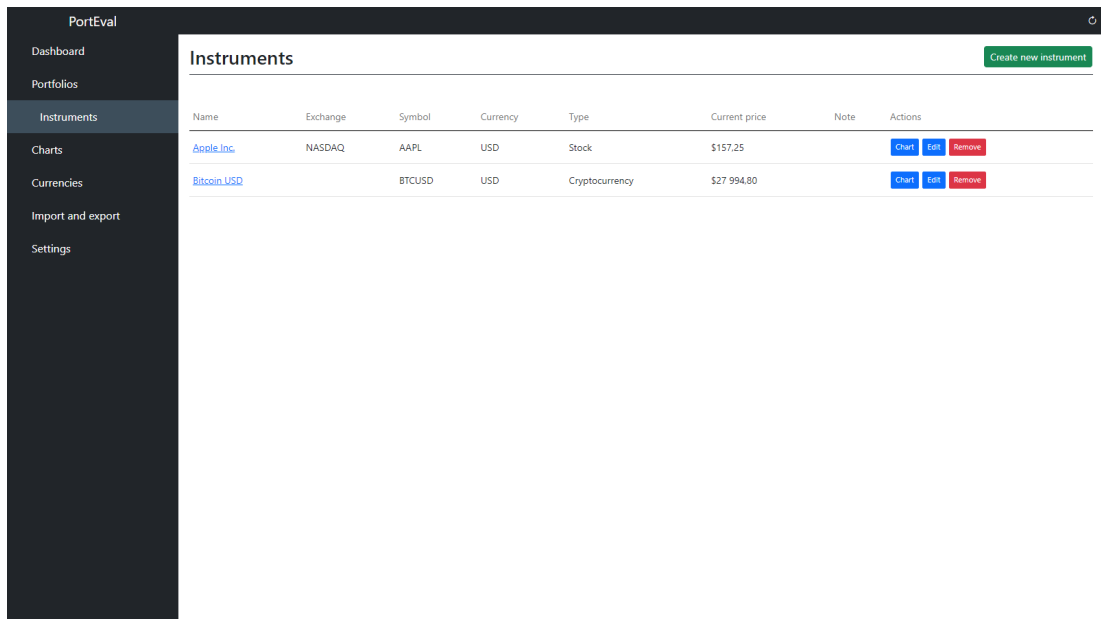 PortEval
Dashboard
Portfolios
Instruments
Charts
Currencies
Import and export
Settings
Instruments
Create new instrument
Name Exchange Symbol Currency Type Current price Note Actions
Apple Inc. NASDAQ AAPL USD Stock $157,25 Chart Edit Remove
Bitcoin USD BTCUSD USD Cryptocurrency $27 994,80 Chart Edit Remove